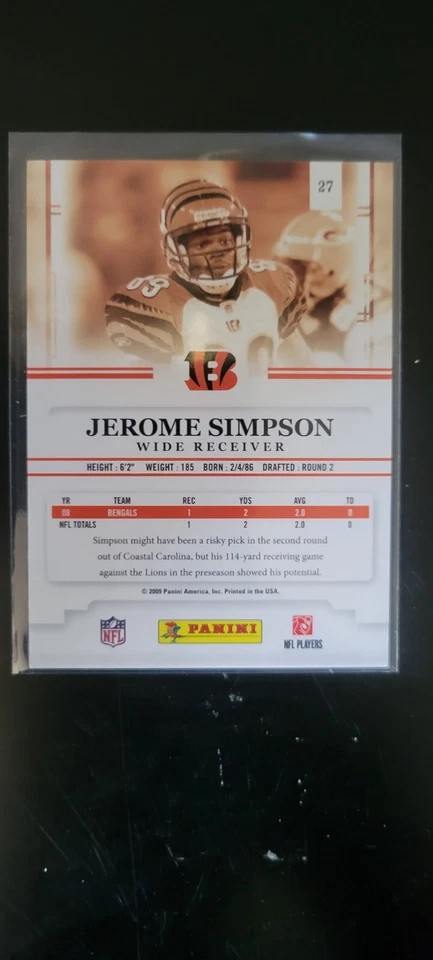 27
89
B
JEROME SIMPSON
WIDE RECEIVER
HEIGHT : 6'2" WEIGHT : 185 BORN : 2/4/86 DRAFTED : ROUND 2
YR TEAM REC YDS AVG TD
08 BENGALS 1 2 2.0 0
NFL TOTALS 1 2 2.0 0
Simpson might have been a risky pick in the second round
out of Coastal Carolina, but his 114-yard receiving game
against the Lions in the preseason showed his potential.
© 2009 Panini America, Inc. Printed in the USA.
NFL PANINI NFL PLAYERS